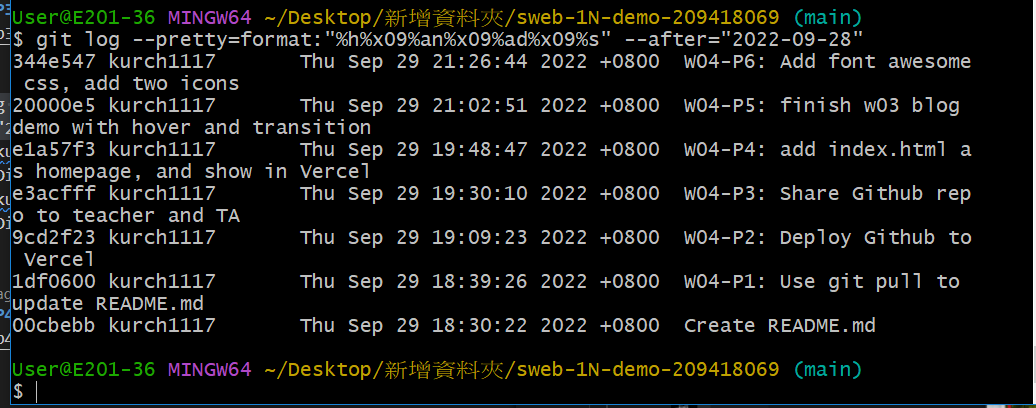 User@E201-36 MINGW64 ~/Desktop/新增資料夾/sweb-1N-demo-209418069 (main)
$ git log --pretty=format:"%h%x09%an%x09%ad%x09%s" --after="2022-09-28"
344e547 kurch1117       Thu Sep 29 21:26:44 2022 +0800  W04-P6: Add font awesome
 css, add two icons
20000e5 kurch1117       Thu Sep 29 21:02:51 2022 +0800  W04-P5: finish w03 blog
demo with hover and transition
e1a57f3 kurch1117       Thu Sep 29 19:48:47 2022 +0800  W04-P4: add index.html a
s homepage, and show in Vercel
e3acfff kurch1117       Thu Sep 29 19:30:10 2022 +0800  W04-P3: Share Github rep
o to teacher and TA
9cd2f23 kurch1117       Thu Sep 29 19:09:23 2022 +0800  W04-P2: Deploy Github to
 Vercel
1df0600 kurch1117       Thu Sep 29 18:39:26 2022 +0800  W04-P1: Use git pull to
update README.md
00cbebb kurch1117       Thu Sep 29 18:30:22 2022 +0800  Create README.md
User@E201-36 MINGW64 ~/Desktop/新增資料夾/sweb-1N-demo-209418069 (main)
$